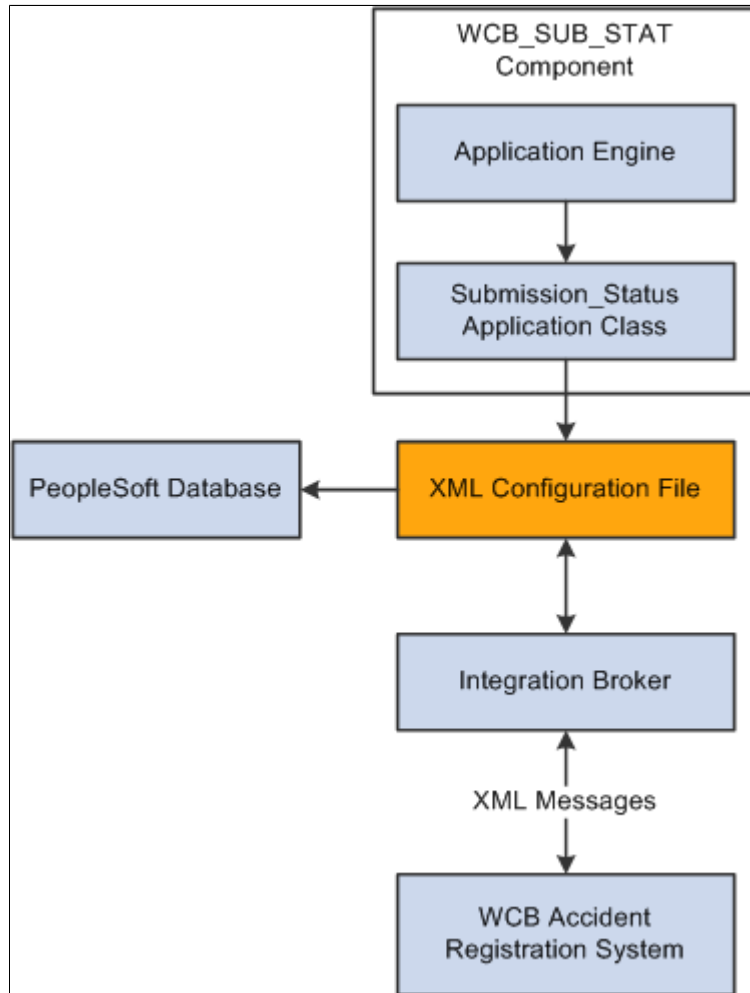 WCB_SUB_STAT
Component
Application Engine
Submission_Status
Application Class
PeopleSoft Database
XML Configuration File
Integration Broker
XML Messages
WCB Accident
Registration System